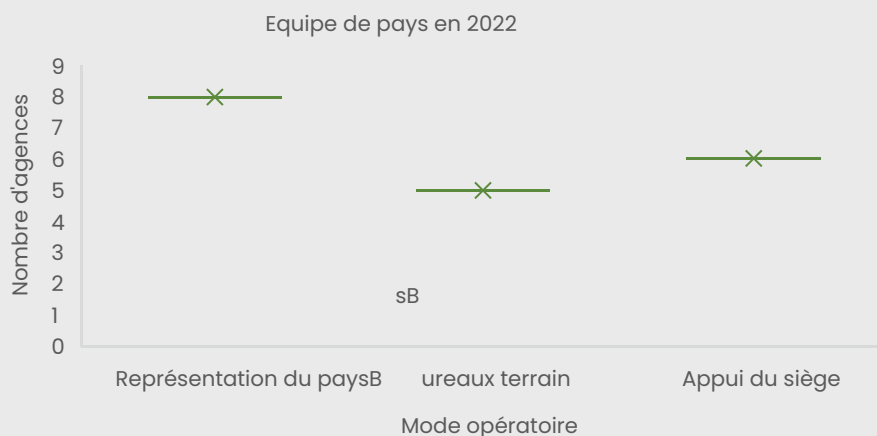 Equipe de pays en 2022
Nombre d'agences
9
8
7
6
5
4
3
2
1
0
sB
Représentation du paysB ureaux terrain Appui du siège
Mode opératoire